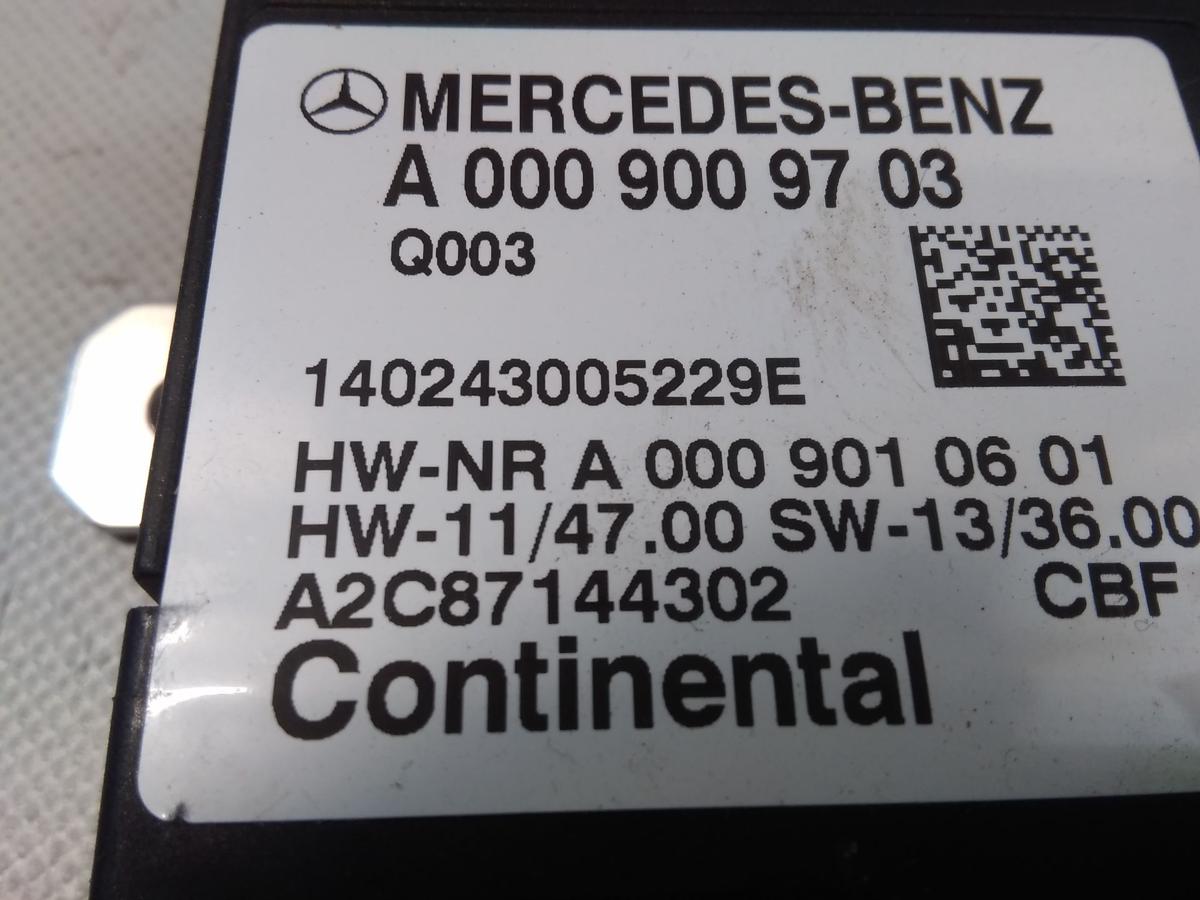 MERCEDES-BENZ
A 000 900 97 03
Q003
140243005229E
HW-NR A 000 901 06 01
HW-11/47.00 SW-13/36.00
A2C87144302 CBF
Continental